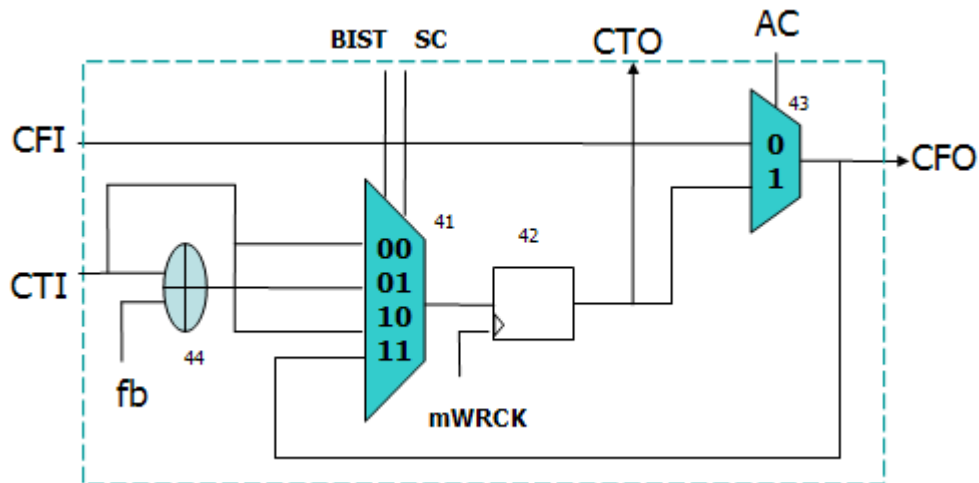 BIST SC
CTO
AC
43
CFI
0
CFO
1
41
42
00
01
CTI
10
11
44
fb
mWRCK